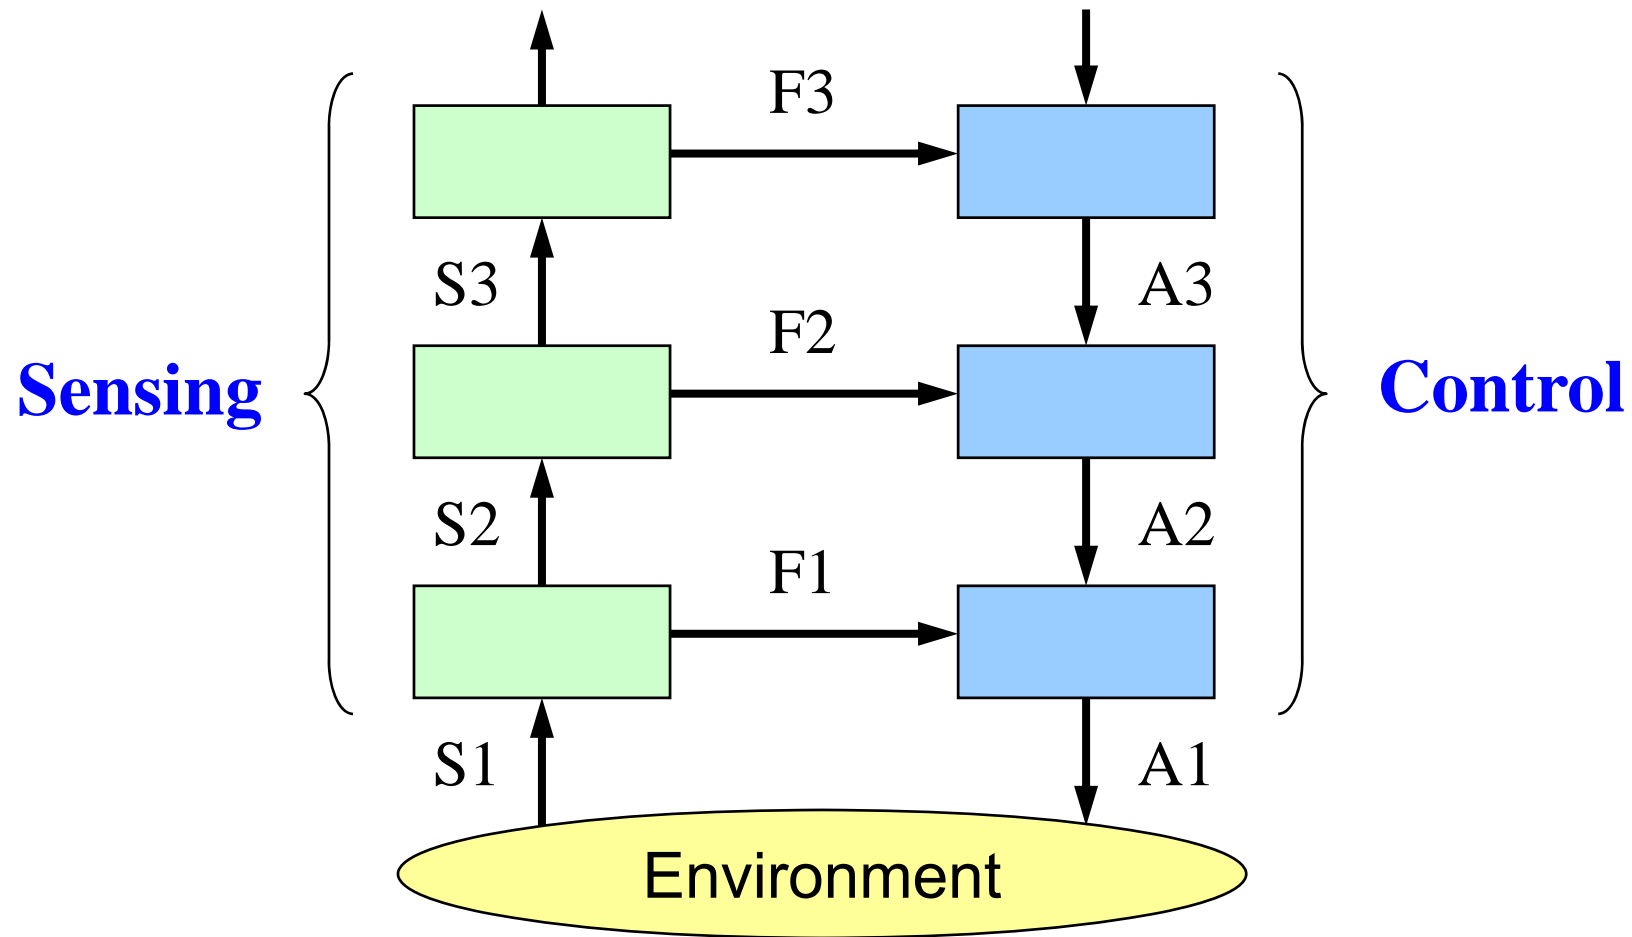 F3
S3
A3
F2
Sensing
Control
S2
A2
F1
S1
A1
Environment